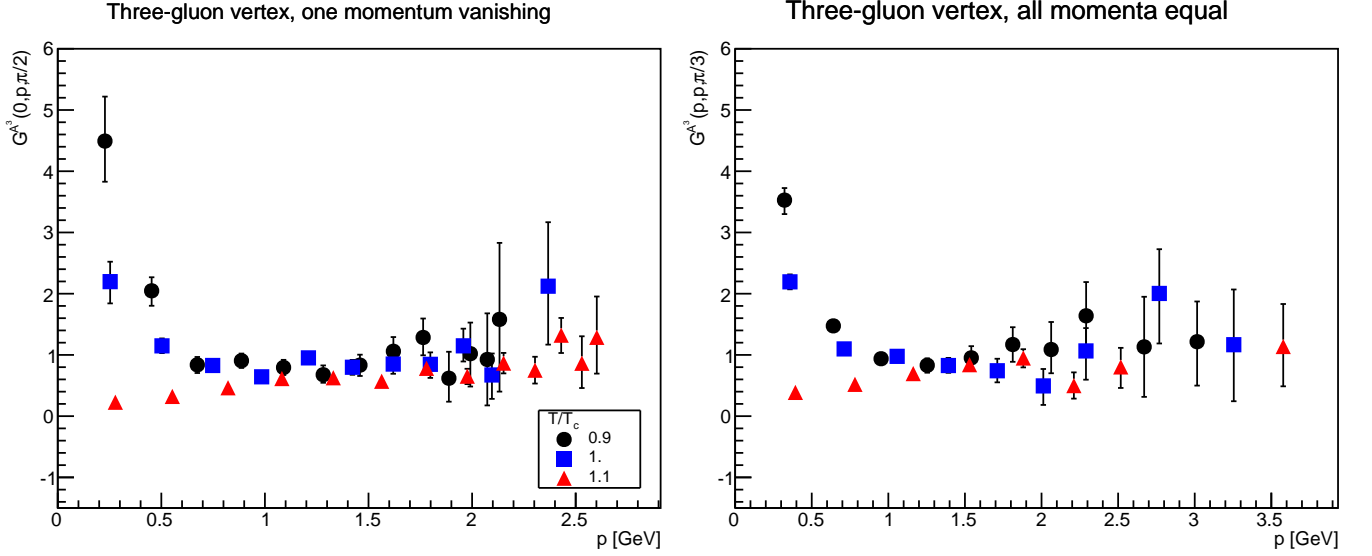 Three-gluon vertex, one momentum vanishing
G^{A^3}(0,p,π/2)
6
5
4
3
2
1
0
-1
0 0.5 1 1.5 2 2.5
p [GeV]
T/T_c
0.9
1.
1.1
Three-gluon vertex, all momenta equal
G^{A^3}(p,p,π/3)
6
5
4
3
2
1
0
-1
0 0.5 1 1.5 2 2.5 3 3.5
p [GeV]